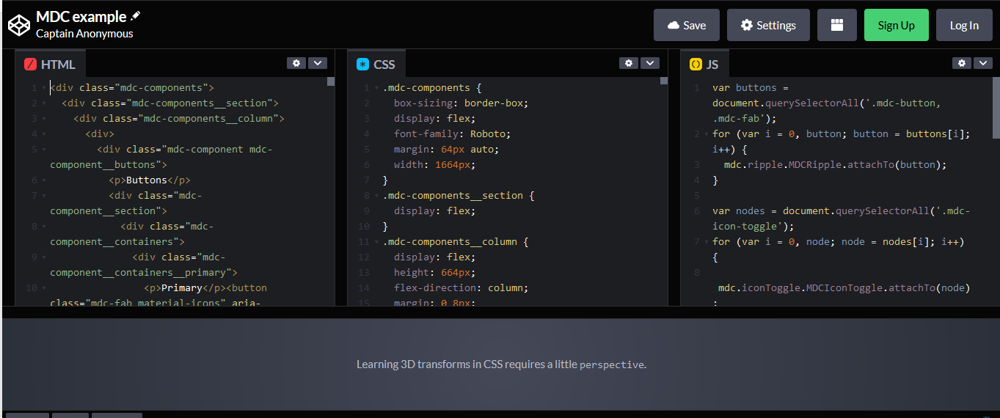 MDC example
Captain Anonymous
Save
Settings
Sign Up
Log In
HTML
1 <div class="mdc-components">
2 <div class="mdc-components__section">
3 <div class="mdc-components__column">
4 <div>
5 <div class="mdc-component mdc-
component__buttons">
6 <p>Buttons</p>
7 <div class="mdc-
component__section">
8 <div class="mdc-
component__containers">
9 <div class="mdc-
component__containers__primary">
10 <p>Primary</p><button
class="mdc-fab material-icons" aria-
CSS
1 .mdc-components {
2 box-sizing: border-box;
3 display: flex;
4 font-family: Roboto;
5 margin: 64px auto;
6 width: 1664px;
7 }
8 .mdc-components__section {
9 display: flex;
10 }
11 .mdc-components__column {
12 display: flex;
13 height: 664px;
14 flex-direction: column;
15 margin: 0 8px;
JS
1 var buttons =
document.querySelectorAll('.mdc-button,
.mdc-fab');
2 for (var i = 0, button; button = buttons[i];
i++) {
3 mdc.ripple.MDCRipple.attachTo(button);
4 }
5
6 var nodes = document.querySelectorAll('.mdc-
icon-toggle');
7 for (var i = 0, node; node = nodes[i]; i++)
{
8
mdc.iconToggle.MDCIconToggle.attachTo(node)
;
Learning 3D transforms in CSS requires a little perspective.